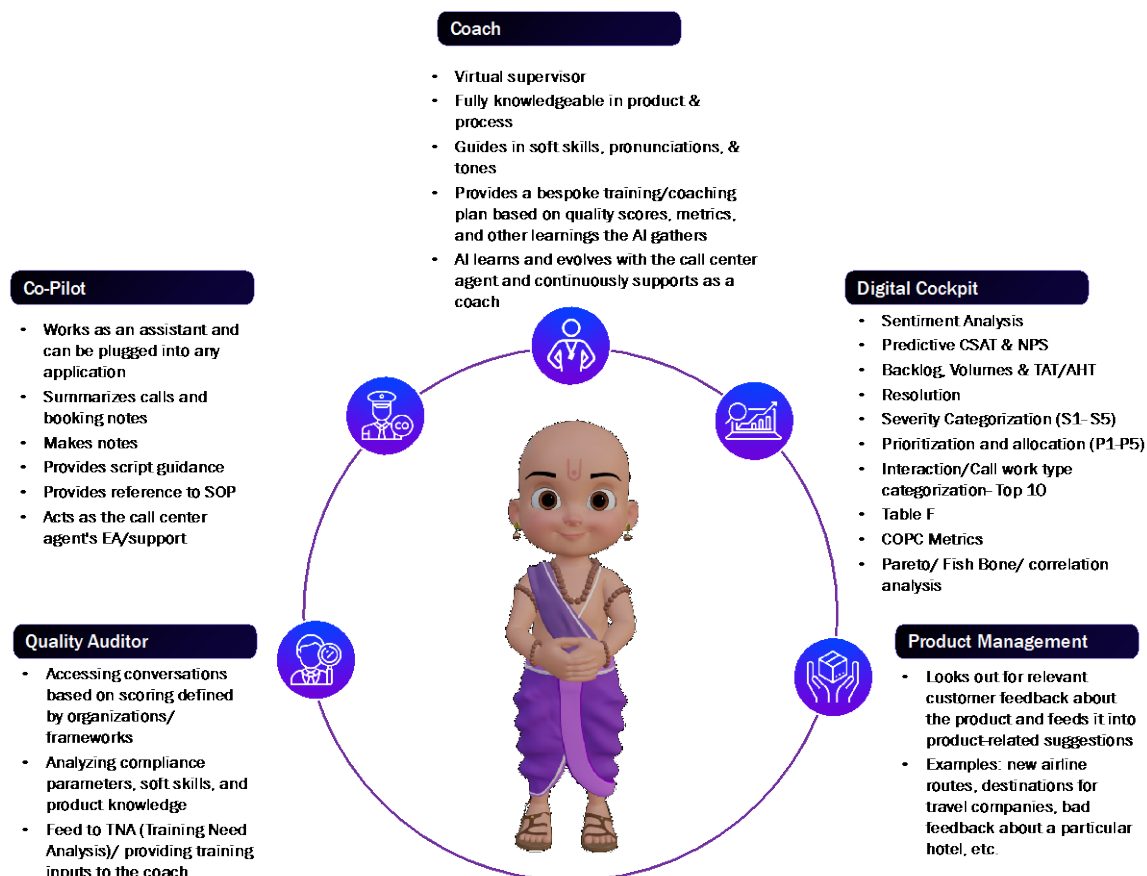 Coach
• Virtual supervisor
• Fully knowledgeable in product &
process
• Guides in soft skills, pronunciations, &
tones
• Provides a bespoke training/coaching
plan based on quality scores, metrics,
and other learnings the AI gathers
• AI learns and evolves with the call center
agent and continuously supports as a
coach
Co-Pilot
• Works as an assistant and
can be plugged into any
application
• Summarizes calls and
booking notes
• Makes notes
• Provides script guidance
• Provides reference to SOP
• Acts as the call center
agent's EA/support
CO
Digital Cockpit
• Sentiment Analysis
• Predictive CSAT & NPS
• Backlog, Volumes & TAT/AHT
• Resolution
• Severity Categorization (S1-S5)
• Prioritization and allocation (P1-P5)
• Interaction/Call work type
categorization- Top 10
• Table F
• COPC Metrics
• Pareto/ Fish Bone/ correlation
analysis
Quality Auditor
• Accessing conversations
based on scoring defined
by organizations/
frameworks
• Analyzing compliance
parameters, soft skills, and
product knowledge
• Feed to TNA (Training Need
Analysis)/ providing training
inputs to the coach
Product Management
• Looks out for relevant
customer feedback about
the product and feeds it into
product-related suggestions
• Examples: new airline
routes, destinations for
travel companies, bad
feedback about a particular
hotel, etc.